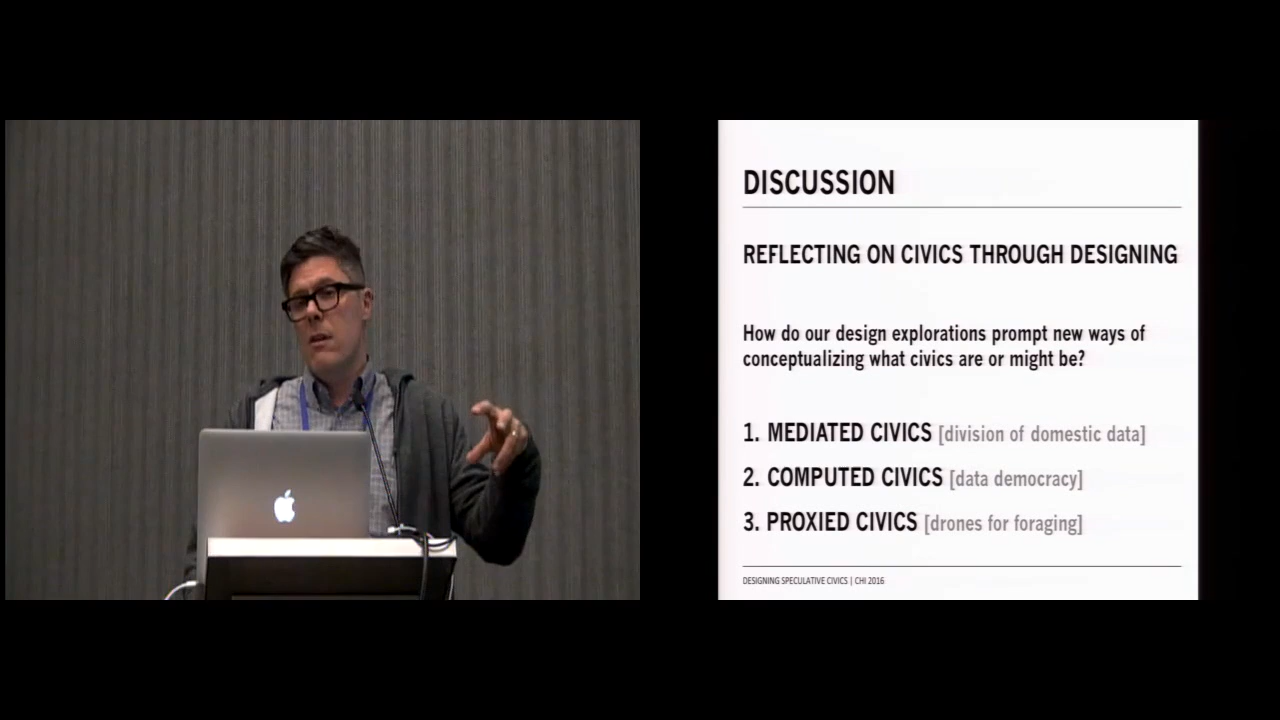 DISCUSSION
REFLECTING ON CIVICS THROUGH DESIGNING
How do our design explorations prompt new ways of
conceptualizing what civics are or might be?
1. MEDIATED CIVICS [division of domestic data]
2. COMPUTED CIVICS [data democracy]
3. PROXIED CIVICS [drones for foraging]
DESIGNING SPECULATIVE CIVICS | CHI 2016